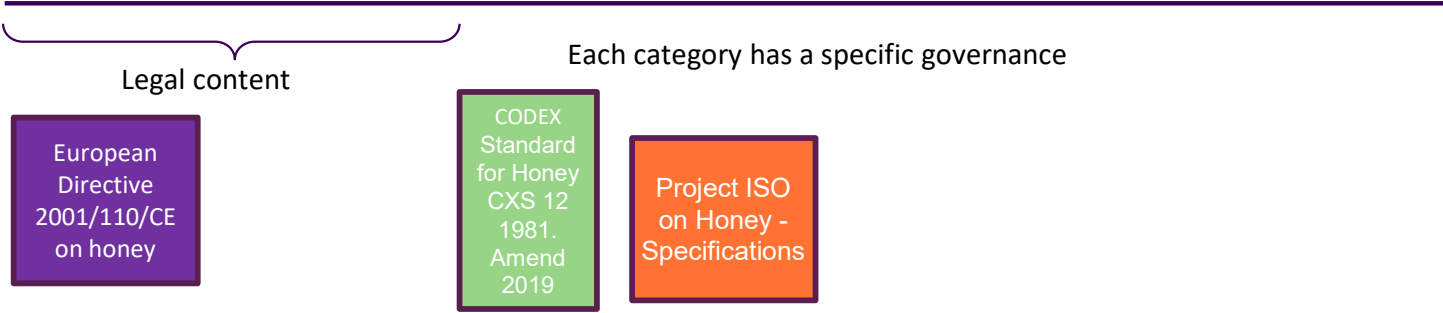 Each category has a specific governance
Legal content
European
Directive
2001/110/CE
on honey
CODEX
Standard
for Honey
CXS 12
1981.
Amend
2019
Project ISO
on Honey -
Specifications